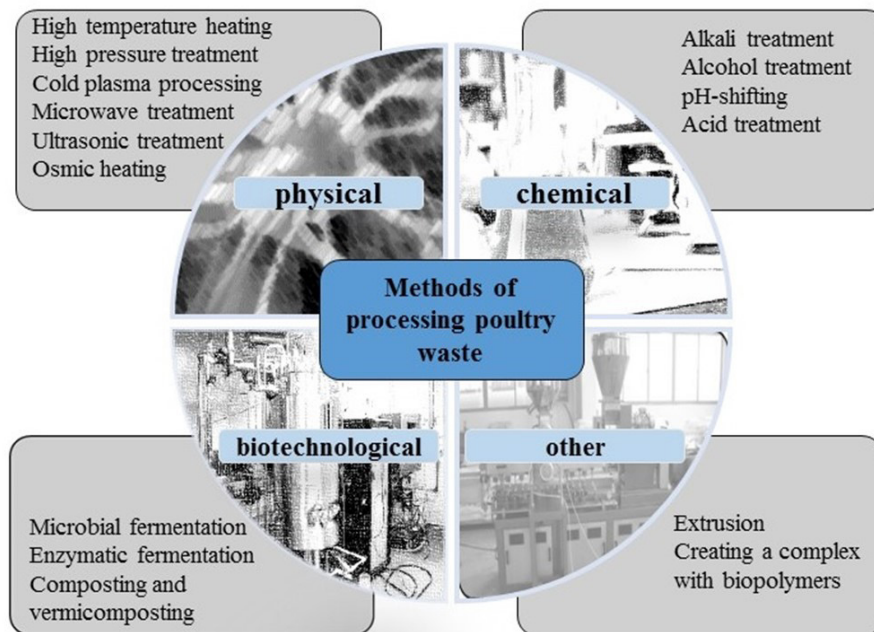 High temperature heating
High pressure treatment
Cold plasma processing
Microwave treatment
Ultrasonic treatment
Osmic heating
physical
Alkali treatment
Alcohol treatment
pH-shifting
Acid treatment
chemical
Methods of
processing poultry
waste
biotechnological
Microbial fermentation
Enzymatic fermentation
Composting and
vermicomposting
other
Extrusion
Creating a complex
with biopolymers